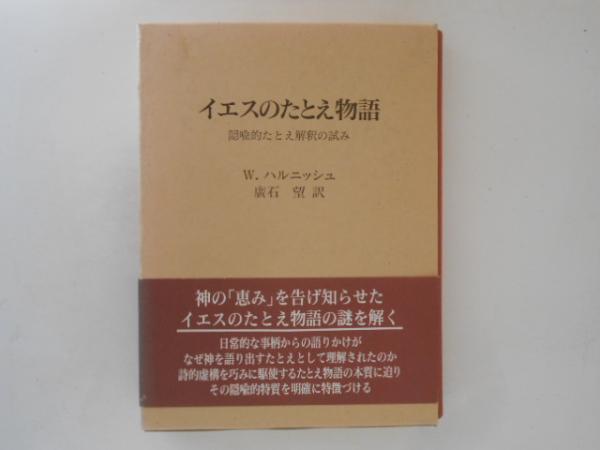 イエスのたとえ物語
隠喩的たとえ解釈の試み
W. ハルニッシュ
廣石 望 訳
神の「恵み」を告げ知らせた
イエスのたとえ物語の謎を解く
日常的な事柄からの語りかけが
なぜ神を語り出すたとえとして理解されたのか
詩的虚構を巧みに駆使するたとえ物語の本質に迫り
その隠喩的特質を明確に特徴づける